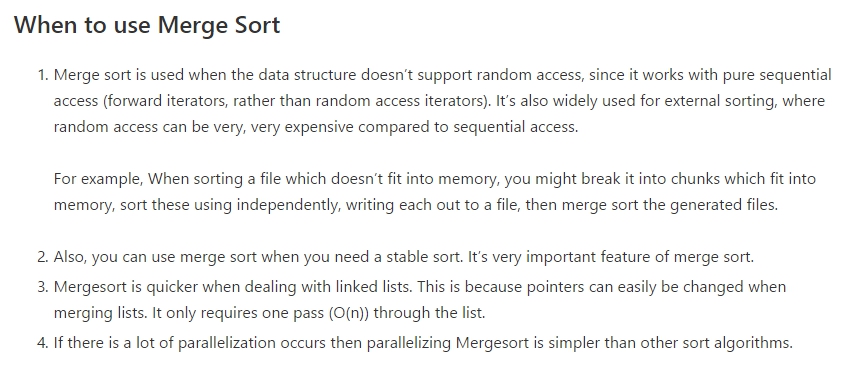 When to use Merge Sort
1. Merge sort is used when the data structure doesn't support random access, since it works with pure sequential
access (forward iterators, rather than random access iterators). It's also widely used for external sorting, where
random access can be very, very expensive compared to sequential access.
For example, When sorting a file which doesn't fit into memory, you might break it into chunks which fit into
memory, sort these using independently, writing each out to a file, then merge sort the generated files.
2. Also, you can use merge sort when you need a stable sort. It's very important feature of merge sort.
3. Mergesort is quicker when dealing with linked lists. This is because pointers can easily be changed when
merging lists. It only requires one pass (O(n)) through the list.
4. If there is a lot of parallelization occurs then parallelizing Mergesort is simpler than other sort algorithms.